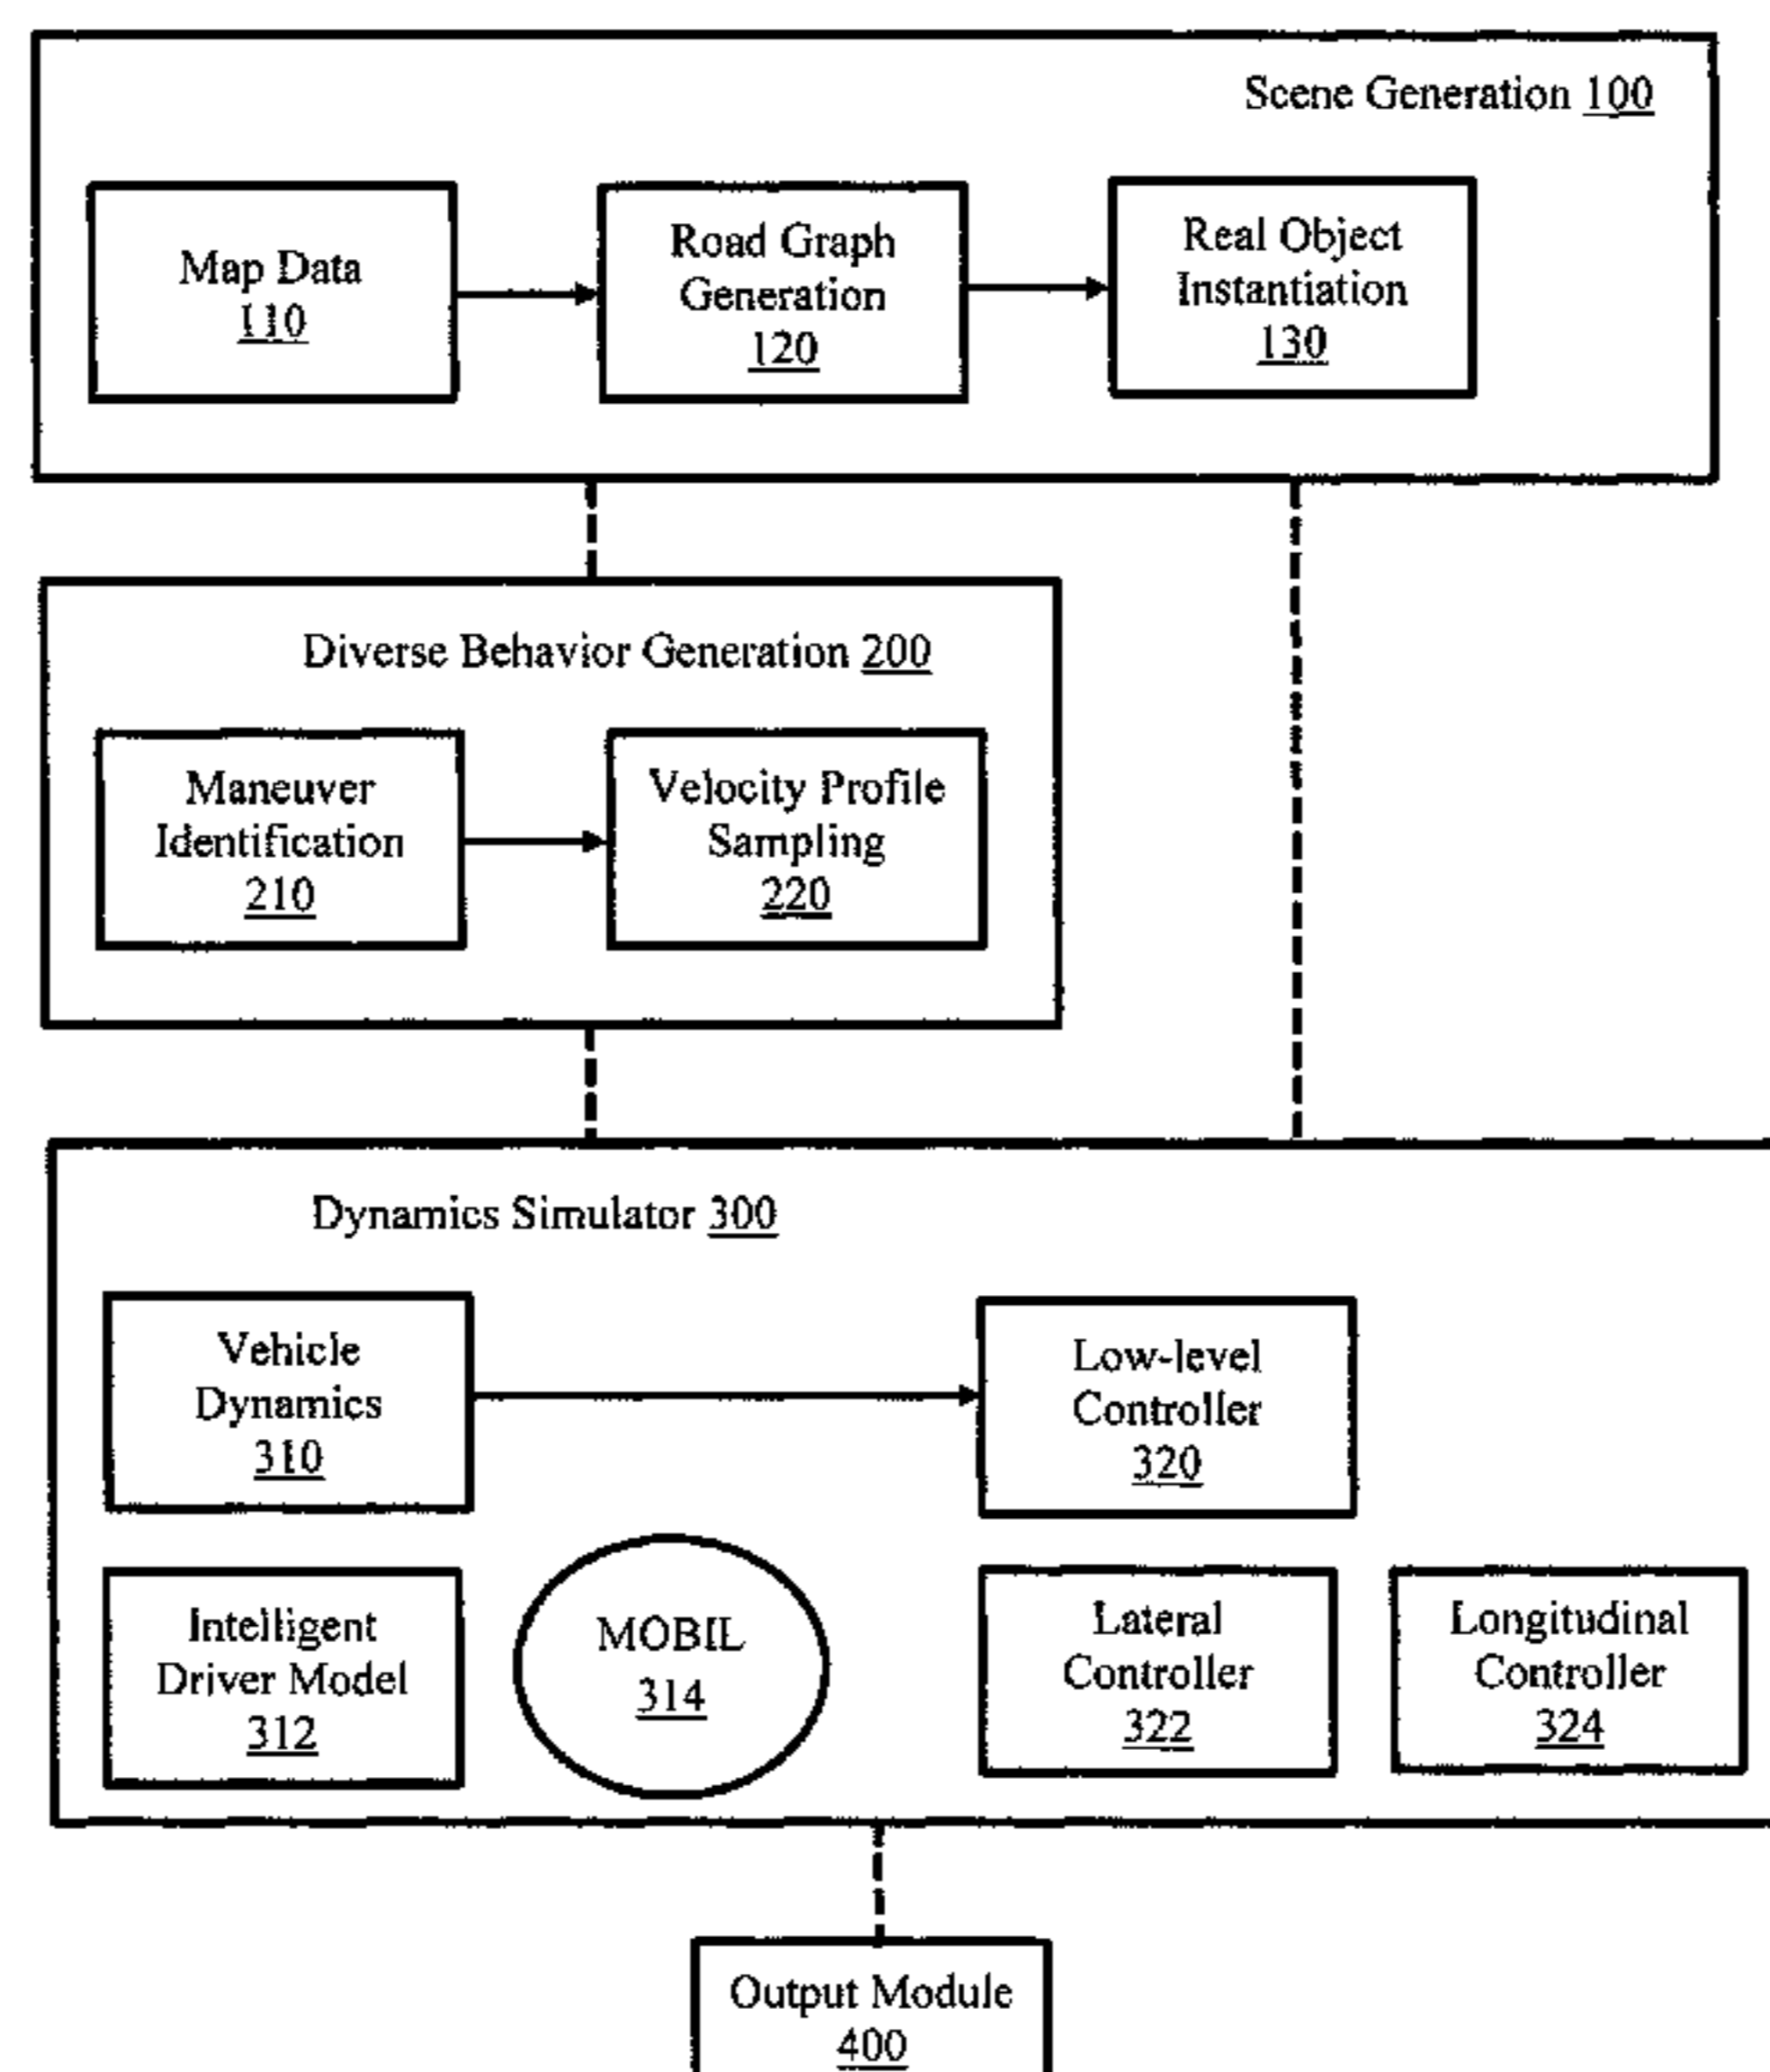 Scene Generation 100
Map Data
110
Road Graph
Generation
120
Real Object
Instantiation
130
Diverse Behavior Generation 200
Maneuver
Identification
210
Velocity Profile
Sampling
220
Dynamics Simulator 300
Vehicle
Dynamics
310
Low-level
Controller
320
Intelligent
Driver Model
312
MOBIL
314
Lateral
Controller
322
Longitudinal
Controller
324
Output Module
400